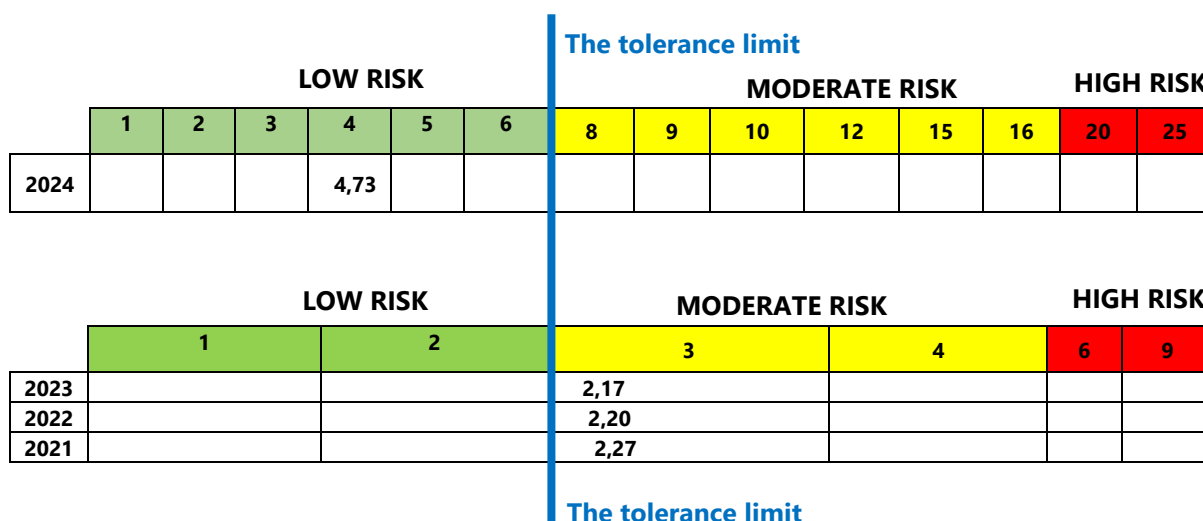 The tolerance limit
LOW RISK MODERATE RISK HIGH RISK
1 2 3 4 5 6 8 9 10 12 15 16 20 25
2024 4,73
LOW RISK MODERATE RISK HIGH RISK
1 2 3 4 6 9
2023 2,17
2022 2,20
2021 2,27
The tolerance limit